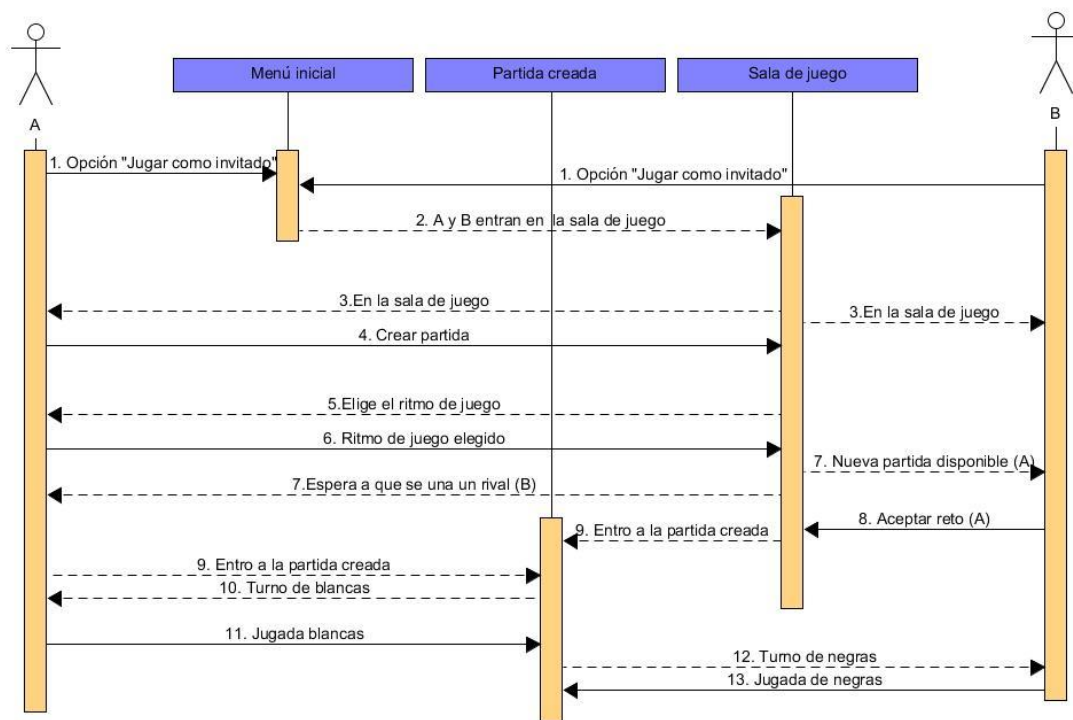 A
B
Menú inicial
Partida creada
Sala de juego
1. Opción "Jugar como invitado"
1. Opción "Jugar como invitado"
2. A y B entran en la sala de juego
3.En la sala de juego
3.En la sala de juego
4. Crear partida
5.Elige el ritmo de juego
6. Ritmo de juego elegido
7. Nueva partida disponible (A)
7.Espera a que se una un rival (B)
8. Aceptar reto (A)
9. Entro a la partida creada
9. Entro a la partida creada
10. Turno de blancas
11. Jugada blancas
12. Turno de negras
13. Jugada de negras